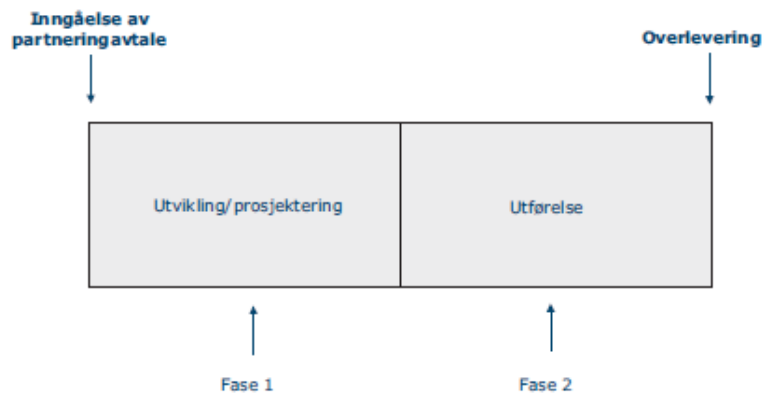 Inngåelse av
partneringavtale
Overlevering
Utvikling/prosjektering
Utførelse
Fase 1
Fase 2